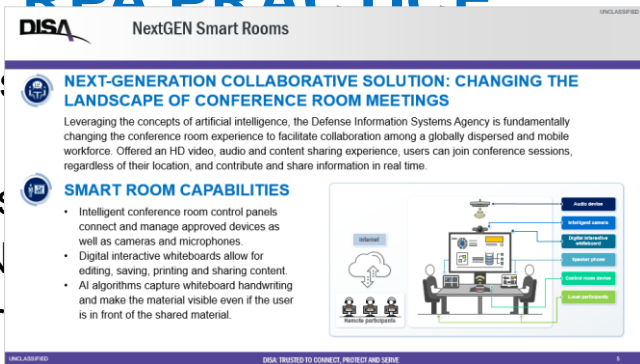 RPA PRACTICE
UNCLASSIFIED
DISA
NextGEN Smart Rooms
NEXT-GENERATION COLLABORATIVE SOLUTION: CHANGING THE
LANDSCAPE OF CONFERENCE ROOM MEETINGS
Leveraging the concepts of artificial intelligence, the Defense Information Systems Agency is fundamentally
changing the conference room experience to facilitate collaboration among a globally dispersed and mobile
workforce. Offered an HD video, audio and content sharing experience, users can join conference sessions,
regardless of their location, and contribute and share information in real time.
SMART ROOM CAPABILITIES
• Intelligent conference room control panels
connect and manage approved devices as
well as cameras and microphones.
• Digital interactive whiteboards allow for
editing, saving, printing and sharing content.
• AI algorithms capture whiteboard handwriting
and make the material visible even if the user
is in front of the shared material.
Internet
Remote participants
Audio device
Intelligent camera
Digital interactive
whiteboard
Speaker phone
Control room device
Local participants
UNCLASSIFIED
DISA: TRUSTED TO CONNECT, PROTECT AND SERVE
5